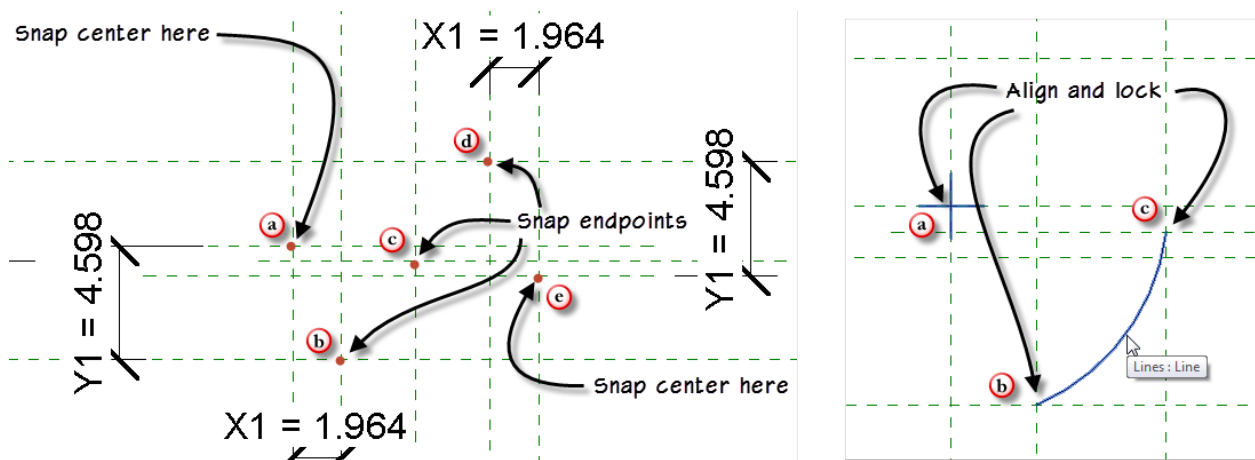 Snap center here
X1 = 1.964
d
a
c
Snap endpoints
Y1 = 4.598
Y1 = 4.598
e
b
Snap center here
X1 = 1.964
Align and lock
a
c
b
Lines : Line